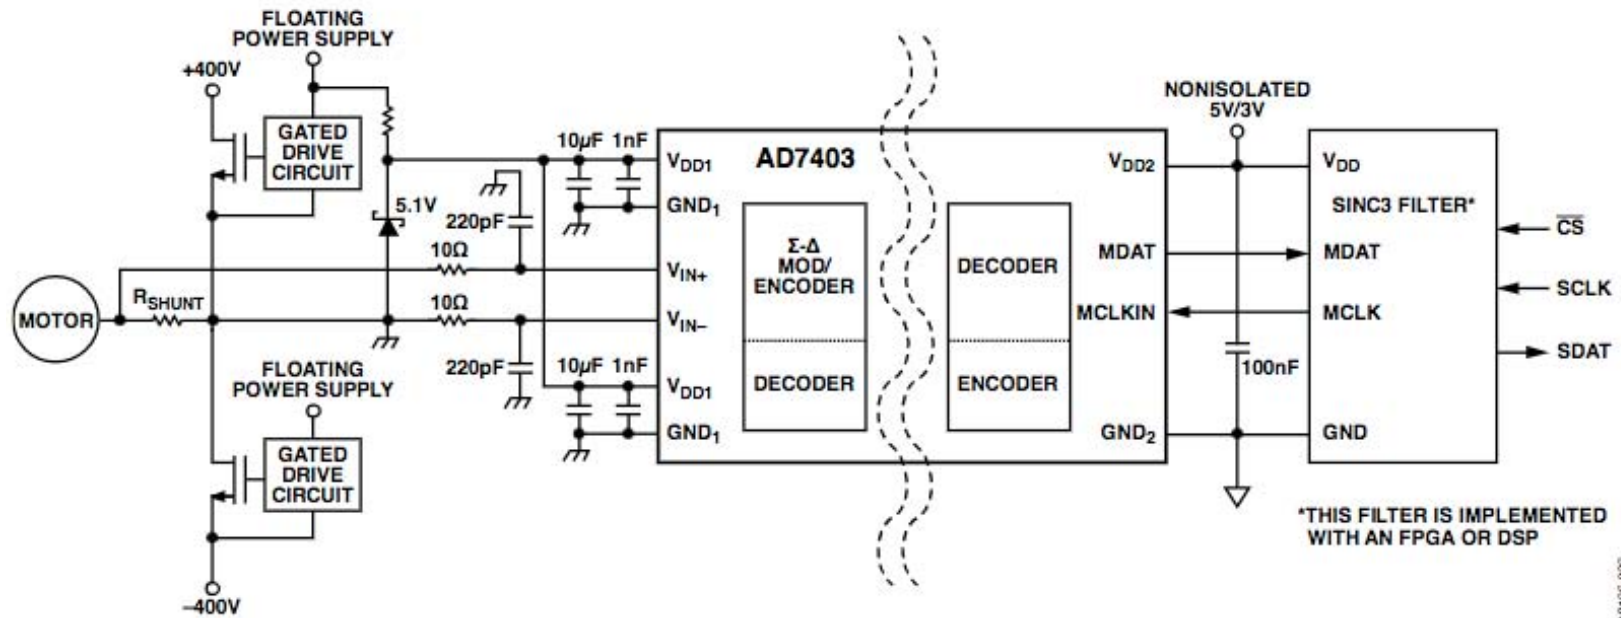 FLOATING
POWER SUPPLY
+400V
GATED
DRIVE
CIRCUIT
5.1V
220pF
10Ω
10Ω
MOTOR
RSHUNT
220pF
FLOATING
POWER SUPPLY
GATED
DRIVE
CIRCUIT
–400V
10µF 1nF
10µF 1nF
AD7403
VDD1
GND1
VIN+
VIN–
VDD1
GND1
Σ-Δ
MOD/
ENCODER
DECODER
DECODER
ENCODER
VDD2
MDAT
MCLKIN
GND2
NONISOLATED
5V/3V
100nF
VDD
SINC3 FILTER*
MDAT
MCLK
GND
CS
SCLK
SDAT
*THIS FILTER IS IMPLEMENTED
WITH AN FPGA OR DSP